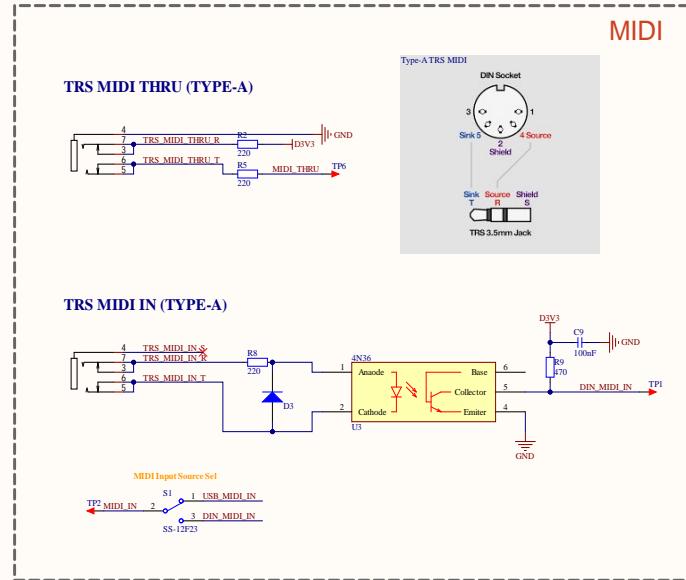 MIDI
Type-A TRS MIDI
DIN Socket
3
1
Sink 5
4 Source
2
Shield
Sink
Source
Shield
T
R
S
TRS 3.5mm Jack
TRS MIDI THRU (TYPE-A)
4
GND
7
TRS_MIDI_THRU_R
R2
D3V3
3
220
6
TRS_MIDI_THRU_T
R5
MIDI_THRU
TP6
5
220
TRS MIDI IN (TYPE-A)
D3V3
C9
GND
100nF
4
TRS_MIDI_IN_S
7
TRS_MIDI_IN_R
R8
4N36
3
220
1
Anaode
Base
6
R9
470
6
TRS_MIDI_IN_T
5
Collector
5
DIN_MIDI_IN
TP1
D3
2
Cathode
Emiter
4
U3
GND
MIDI Input Source Sel
S1
1
USB_MIDI_IN
TP2
MIDI_IN
2
3
DIN_MIDI_IN
SS-12F23